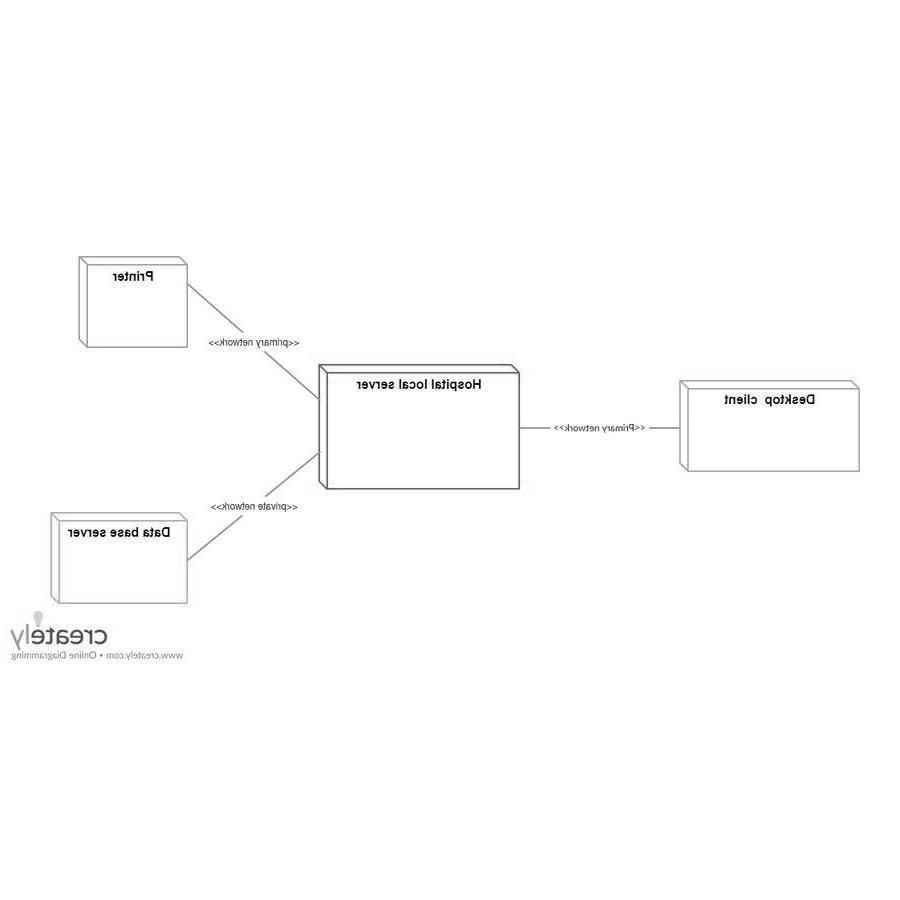 Printer
<<primary network>>
Hospital local server
Desktop client
<<Primary network>>
<<private network>>
Data base server
creately
www.creately.com • Online Diagramming